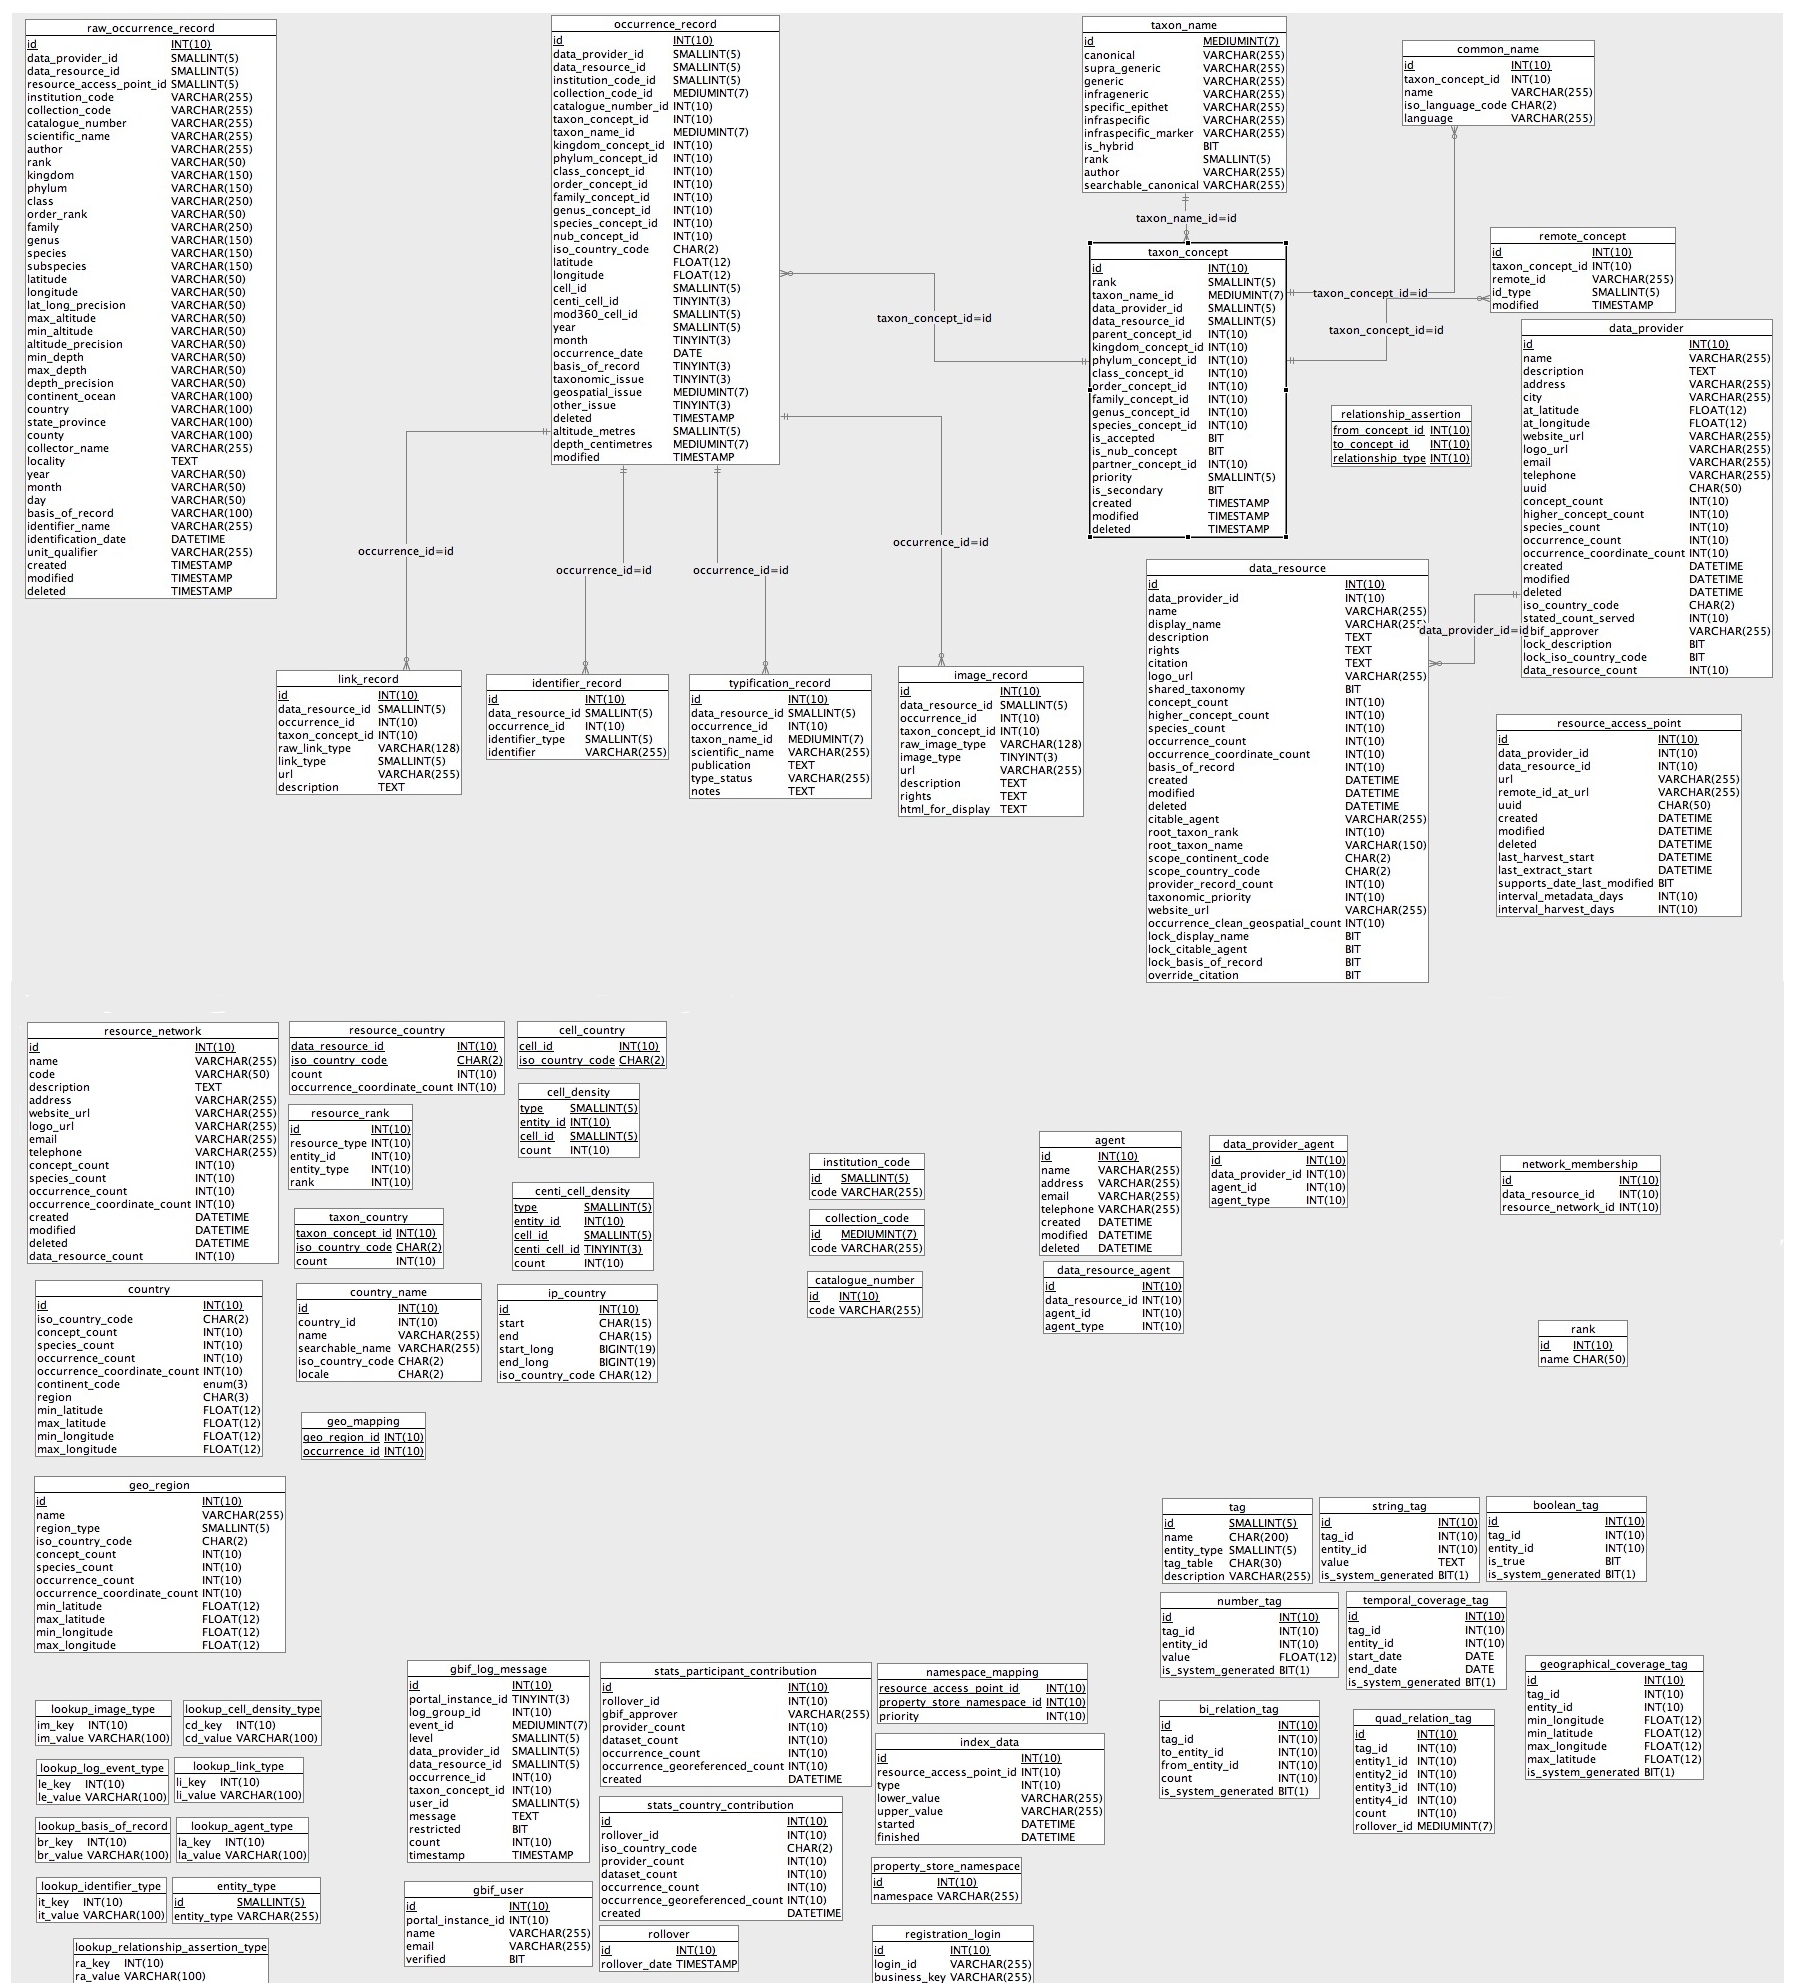 raw_occurrence_record
id INT(10)
data_provider_id SMALLINT(5)
data_resource_id SMALLINT(5)
resource_access_point_id SMALLINT(5)
institution_code VARCHAR(255)
collection_code VARCHAR(255)
catalogue_number VARCHAR(255)
scientific_name VARCHAR(255)
author VARCHAR(255)
rank VARCHAR(50)
kingdom VARCHAR(150)
phylum VARCHAR(150)
class VARCHAR(250)
order_rank VARCHAR(50)
family VARCHAR(250)
genus VARCHAR(150)
species VARCHAR(150)
subspecies VARCHAR(150)
latitude VARCHAR(50)
longitude VARCHAR(50)
lat_long_precision VARCHAR(50)
max_altitude VARCHAR(50)
min_altitude VARCHAR(50)
altitude_precision VARCHAR(50)
min_depth VARCHAR(50)
max_depth VARCHAR(50)
depth_precision VARCHAR(50)
continent_ocean VARCHAR(100)
country VARCHAR(100)
state_province VARCHAR(100)
county VARCHAR(100)
collector_name VARCHAR(255)
locality TEXT
year VARCHAR(50)
month VARCHAR(50)
day VARCHAR(50)
basis_of_record VARCHAR(100)
identifier_name VARCHAR(255)
identification_date DATETIME
unit_qualifier VARCHAR(255)
created TIMESTAMP
modified TIMESTAMP
deleted TIMESTAMP
occurrence_record
id INT(10)
data_provider_id SMALLINT(5)
data_resource_id SMALLINT(5)
institution_code_id SMALLINT(5)
collection_code_id MEDIUMINT(7)
catalogue_number_id INT(10)
taxon_concept_id INT(10)
taxon_name_id MEDIUMINT(7)
kingdom_concept_id INT(10)
phylum_concept_id INT(10)
class_concept_id INT(10)
order_concept_id INT(10)
family_concept_id INT(10)
genus_concept_id INT(10)
species_concept_id INT(10)
nub_concept_id INT(10)
iso_country_code CHAR(2)
latitude FLOAT(12)
longitude FLOAT(12)
cell_id SMALLINT(5)
centi_cell_id TINYINT(3)
mod360_cell_id SMALLINT(5)
year SMALLINT(5)
month TINYINT(3)
occurrence_date DATE
basis_of_record TINYINT(3)
taxonomic_issue TINYINT(3)
geospatial_issue MEDIUMINT(7)
other_issue TINYINT(3)
deleted TIMESTAMP
altitude_metres SMALLINT(5)
depth_centimetres MEDIUMINT(7)
modified TIMESTAMP
taxon_name
id MEDIUMINT(7)
canonical VARCHAR(255)
supra_generic VARCHAR(255)
generic VARCHAR(255)
infrageneric VARCHAR(255)
specific_epithet VARCHAR(255)
infraspecific VARCHAR(255)
infraspecific_marker VARCHAR(255)
is_hybrid BIT
rank SMALLINT(5)
author VARCHAR(255)
searchable_canonical VARCHAR(255)
common_name
id INT(10)
taxon_concept_id INT(10)
name VARCHAR(255)
iso_language_code CHAR(2)
language VARCHAR(255)
taxon_name_id=id
taxon_concept
id INT(10)
rank SMALLINT(5)
taxon_name_id MEDIUMINT(7)
data_provider_id SMALLINT(5)
data_resource_id SMALLINT(5)
parent_concept_id INT(10)
kingdom_concept_id INT(10)
phylum_concept_id INT(10)
class_concept_id INT(10)
order_concept_id INT(10)
family_concept_id INT(10)
genus_concept_id INT(10)
species_concept_id INT(10)
is_accepted BIT
is_nub_concept BIT
partner_concept_id INT(10)
priority SMALLINT(5)
is_secondary BIT
created TIMESTAMP
modified TIMESTAMP
deleted TIMESTAMP
remote_concept
id INT(10)
taxon_concept_id INT(10)
remote_id VARCHAR(255)
id_type SMALLINT(5)
modified TIMESTAMP
taxon_concept_id=id
taxon_concept_id=id
taxon_concept_id=id
data_provider
id INT(10)
name VARCHAR(255)
description TEXT
address VARCHAR(255)
city VARCHAR(255)
at_latitude FLOAT(12)
at_longitude FLOAT(12)
website_url VARCHAR(255)
logo_url VARCHAR(255)
email VARCHAR(255)
telephone VARCHAR(255)
uuid CHAR(50)
concept_count INT(10)
higher_concept_count INT(10)
species_count INT(10)
occurrence_count INT(10)
occurrence_coordinate_count INT(10)
created DATETIME
modified DATETIME
deleted DATETIME
iso_country_code CHAR(2)
stated_count_served INT(10)
gbif_approver VARCHAR(255)
lock_description BIT
lock_iso_country_code BIT
data_resource_count INT(10)
relationship_assertion
from_concept_id INT(10)
to_concept_id INT(10)
relationship_type INT(10)
occurrence_id=id
occurrence_id=id
occurrence_id=id
occurrence_id=id
data_resource
id INT(10)
data_provider_id INT(10)
name VARCHAR(255)
display_name VARCHAR(255)
description TEXT
rights TEXT
citation TEXT
logo_url VARCHAR(255)
shared_taxonomy BIT
concept_count INT(10)
higher_concept_count INT(10)
species_count INT(10)
occurrence_count INT(10)
occurrence_coordinate_count INT(10)
basis_of_record INT(10)
created DATETIME
modified DATETIME
deleted DATETIME
citable_agent VARCHAR(255)
root_taxon_rank INT(10)
root_taxon_name VARCHAR(150)
scope_continent_code CHAR(2)
scope_country_code CHAR(2)
provider_record_count INT(10)
taxonomic_priority INT(10)
website_url VARCHAR(255)
occurrence_clean_geospatial_count INT(10)
lock_display_name BIT
lock_citable_agent BIT
lock_basis_of_record BIT
override_citation BIT
data_provider_id=id
link_record
id INT(10)
data_resource_id SMALLINT(5)
occurrence_id INT(10)
taxon_concept_id INT(10)
raw_link_type VARCHAR(128)
link_type SMALLINT(5)
url VARCHAR(255)
description TEXT
identifier_record
id INT(10)
data_resource_id SMALLINT(5)
occurrence_id INT(10)
identifier_type SMALLINT(5)
identifier VARCHAR(255)
typification_record
id INT(10)
data_resource_id SMALLINT(5)
occurrence_id INT(10)
taxon_name_id MEDIUMINT(7)
scientific_name VARCHAR(255)
publication TEXT
type_status VARCHAR(255)
notes TEXT
image_record
id INT(10)
data_resource_id SMALLINT(5)
occurrence_id INT(10)
taxon_concept_id INT(10)
raw_image_type VARCHAR(128)
image_type TINYINT(3)
url VARCHAR(255)
description TEXT
rights TEXT
html_for_display TEXT
resource_access_point
id INT(10)
data_provider_id INT(10)
data_resource_id INT(10)
url VARCHAR(255)
remote_id_at_url VARCHAR(255)
uuid CHAR(50)
created DATETIME
modified DATETIME
deleted DATETIME
last_harvest_start DATETIME
last_extract_start DATETIME
supports_date_last_modified BIT
interval_metadata_days INT(10)
interval_harvest_days INT(10)
resource_network
id INT(10)
name VARCHAR(255)
code VARCHAR(50)
description TEXT
address VARCHAR(255)
website_url VARCHAR(255)
logo_url VARCHAR(255)
email VARCHAR(255)
telephone VARCHAR(255)
concept_count INT(10)
species_count INT(10)
occurrence_count INT(10)
occurrence_coordinate_count INT(10)
created DATETIME
modified DATETIME
deleted DATETIME
data_resource_count INT(10)
resource_country
data_resource_id INT(10)
iso_country_code CHAR(2)
count INT(10)
occurrence_coordinate_count INT(10)
cell_country
cell_id INT(10)
iso_country_code CHAR(2)
resource_rank
id INT(10)
resource_type INT(10)
entity_id INT(10)
entity_type INT(10)
rank INT(10)
cell_density
type SMALLINT(5)
entity_id INT(10)
cell_id SMALLINT(5)
count INT(10)
taxon_country
taxon_concept_id INT(10)
iso_country_code CHAR(2)
count INT(10)
centi_cell_density
type SMALLINT(5)
entity_id INT(10)
cell_id SMALLINT(5)
centi_cell_id TINYINT(3)
count INT(10)
institution_code
id SMALLINT(5)
code VARCHAR(255)
collection_code
id MEDIUMINT(7)
code VARCHAR(255)
catalogue_number
id INT(10)
code VARCHAR(255)
agent
id INT(10)
name VARCHAR(255)
address VARCHAR(255)
email VARCHAR(255)
telephone VARCHAR(255)
created DATETIME
modified DATETIME
deleted DATETIME
data_provider_agent
id INT(10)
data_provider_id INT(10)
agent_id INT(10)
agent_type INT(10)
data_resource_agent
id INT(10)
data_resource_id INT(10)
agent_id INT(10)
agent_type INT(10)
network_membership
id INT(10)
data_resource_id INT(10)
resource_network_id INT(10)
rank
id INT(10)
name CHAR(50)
country
id INT(10)
iso_country_code CHAR(2)
concept_count INT(10)
species_count INT(10)
occurrence_count INT(10)
occurrence_coordinate_count INT(10)
continent_code enum(3)
region CHAR(3)
min_latitude FLOAT(12)
max_latitude FLOAT(12)
min_longitude FLOAT(12)
max_longitude FLOAT(12)
country_name
id INT(10)
country_id INT(10)
name VARCHAR(255)
searchable_name VARCHAR(255)
iso_country_code CHAR(2)
locale CHAR(2)
ip_country
id INT(10)
start CHAR(15)
end CHAR(15)
start_long BIGINT(19)
end_long BIGINT(19)
iso_country_code CHAR(12)
geo_mapping
geo_region_id INT(10)
occurrence_id INT(10)
geo_region
id INT(10)
name VARCHAR(255)
region_type SMALLINT(5)
iso_country_code CHAR(2)
concept_count INT(10)
species_count INT(10)
occurrence_count INT(10)
occurrence_coordinate_count INT(10)
min_latitude FLOAT(12)
max_latitude FLOAT(12)
min_longitude FLOAT(12)
max_longitude FLOAT(12)
tag
id SMALLINT(5)
name CHAR(200)
entity_type SMALLINT(5)
tag_table CHAR(30)
description VARCHAR(255)
string_tag
id INT(10)
tag_id INT(10)
entity_id INT(10)
value TEXT
is_system_generated BIT(1)
boolean_tag
id INT(10)
tag_id INT(10)
entity_id INT(10)
is_true BIT
is_system_generated BIT(1)
number_tag
id INT(10)
tag_id INT(10)
entity_id INT(10)
value FLOAT(12)
is_system_generated BIT(1)
temporal_coverage_tag
id INT(10)
tag_id INT(10)
entity_id INT(10)
start_date DATE
end_date DATE
is_system_generated BIT(1)
geographical_coverage_tag
id INT(10)
tag_id INT(10)
entity_id INT(10)
min_longitude FLOAT(12)
min_latitude FLOAT(12)
max_longitude FLOAT(12)
max_latitude FLOAT(12)
is_system_generated BIT(1)
bi_relation_tag
id INT(10)
tag_id INT(10)
to_entity_id INT(10)
from_entity_id INT(10)
count INT(10)
is_system_generated BIT(1)
quad_relation_tag
id INT(10)
tag_id INT(10)
entity1_id INT(10)
entity2_id INT(10)
entity3_id INT(10)
entity4_id INT(10)
count INT(10)
rollover_id MEDIUMINT(7)
lookup_image_type
im_key INT(10)
im_value VARCHAR(100)
lookup_cell_density_type
cd_key INT(10)
cd_value VARCHAR(100)
lookup_log_event_type
le_key INT(10)
le_value VARCHAR(100)
lookup_link_type
li_key INT(10)
li_value VARCHAR(100)
lookup_basis_of_record
br_key INT(10)
br_value VARCHAR(100)
lookup_agent_type
la_key INT(10)
la_value VARCHAR(100)
lookup_identifier_type
it_key INT(10)
it_value VARCHAR(100)
entity_type
id SMALLINT(5)
entity_type VARCHAR(255)
lookup_relationship_assertion_type
ra_key INT(10)
ra_value VARCHAR(100)
gbif_log_message
id INT(10)
portal_instance_id TINYINT(3)
log_group_id INT(10)
event_id MEDIUMINT(7)
level SMALLINT(5)
data_provider_id SMALLINT(5)
data_resource_id SMALLINT(5)
occurrence_id INT(10)
taxon_concept_id INT(10)
user_id SMALLINT(5)
message TEXT
restricted BIT
count INT(10)
timestamp TIMESTAMP
gbif_user
id INT(10)
portal_instance_id INT(10)
name VARCHAR(255)
email VARCHAR(255)
verified BIT
stats_participant_contribution
id INT(10)
rollover_id INT(10)
gbif_approver VARCHAR(255)
provider_count INT(10)
dataset_count INT(10)
occurrence_count INT(10)
occurrence_georeferenced_count INT(10)
created DATETIME
stats_country_contribution
id INT(10)
rollover_id INT(10)
iso_country_code CHAR(2)
provider_count INT(10)
dataset_count INT(10)
occurrence_count INT(10)
occurrence_georeferenced_count INT(10)
created DATETIME
rollover
id INT(10)
rollover_date TIMESTAMP
namespace_mapping
resource_access_point_id INT(10)
property_store_namespace_id INT(10)
priority INT(10)
index_data
id INT(10)
resource_access_point_id INT(10)
type INT(10)
lower_value VARCHAR(255)
upper_value VARCHAR(255)
started DATETIME
finished DATETIME
property_store_namespace
id INT(10)
namespace VARCHAR(255)
registration_login
id INT(10)
login_id VARCHAR(255)
business_key VARCHAR(255)